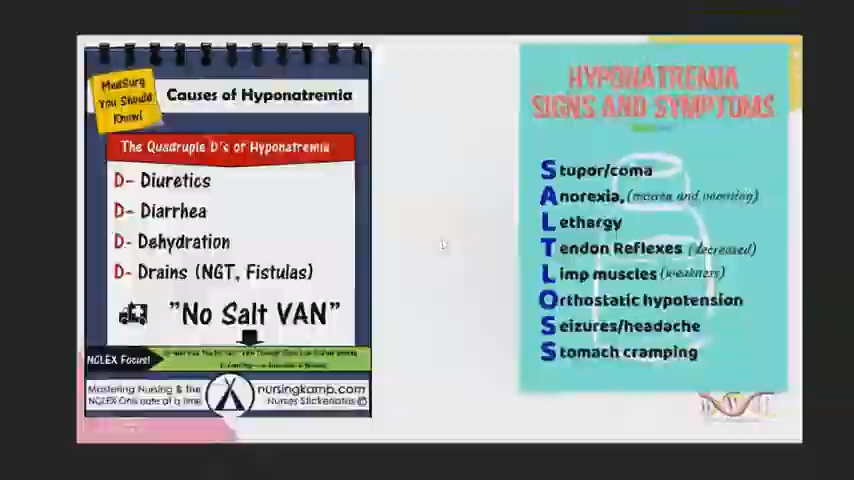 MedSurg
You Should
Know!
Causes of Hyponatremia
The Quadruple D's of Hyponatremia
D- Diuretics
D- Diarrhea
D- Dehydration
D- Drains (NGT, Fistulas)
"No Salt VAN"
NCLEX Focus!
Mastering Nursing & the
NCLEX One note at a time
nursingkamp.com
Nurses Stickenotes ©
HYPONATREMIA
SIGNS AND SYMPTOMS
Stupor/coma
Anorexia, (nausea and vomiting)
Lethargy
Tendon Reflexes (decreased)
Limp muscles (weakness)
Orthostatic hypotension
Seizures/headache
Stomach cramping